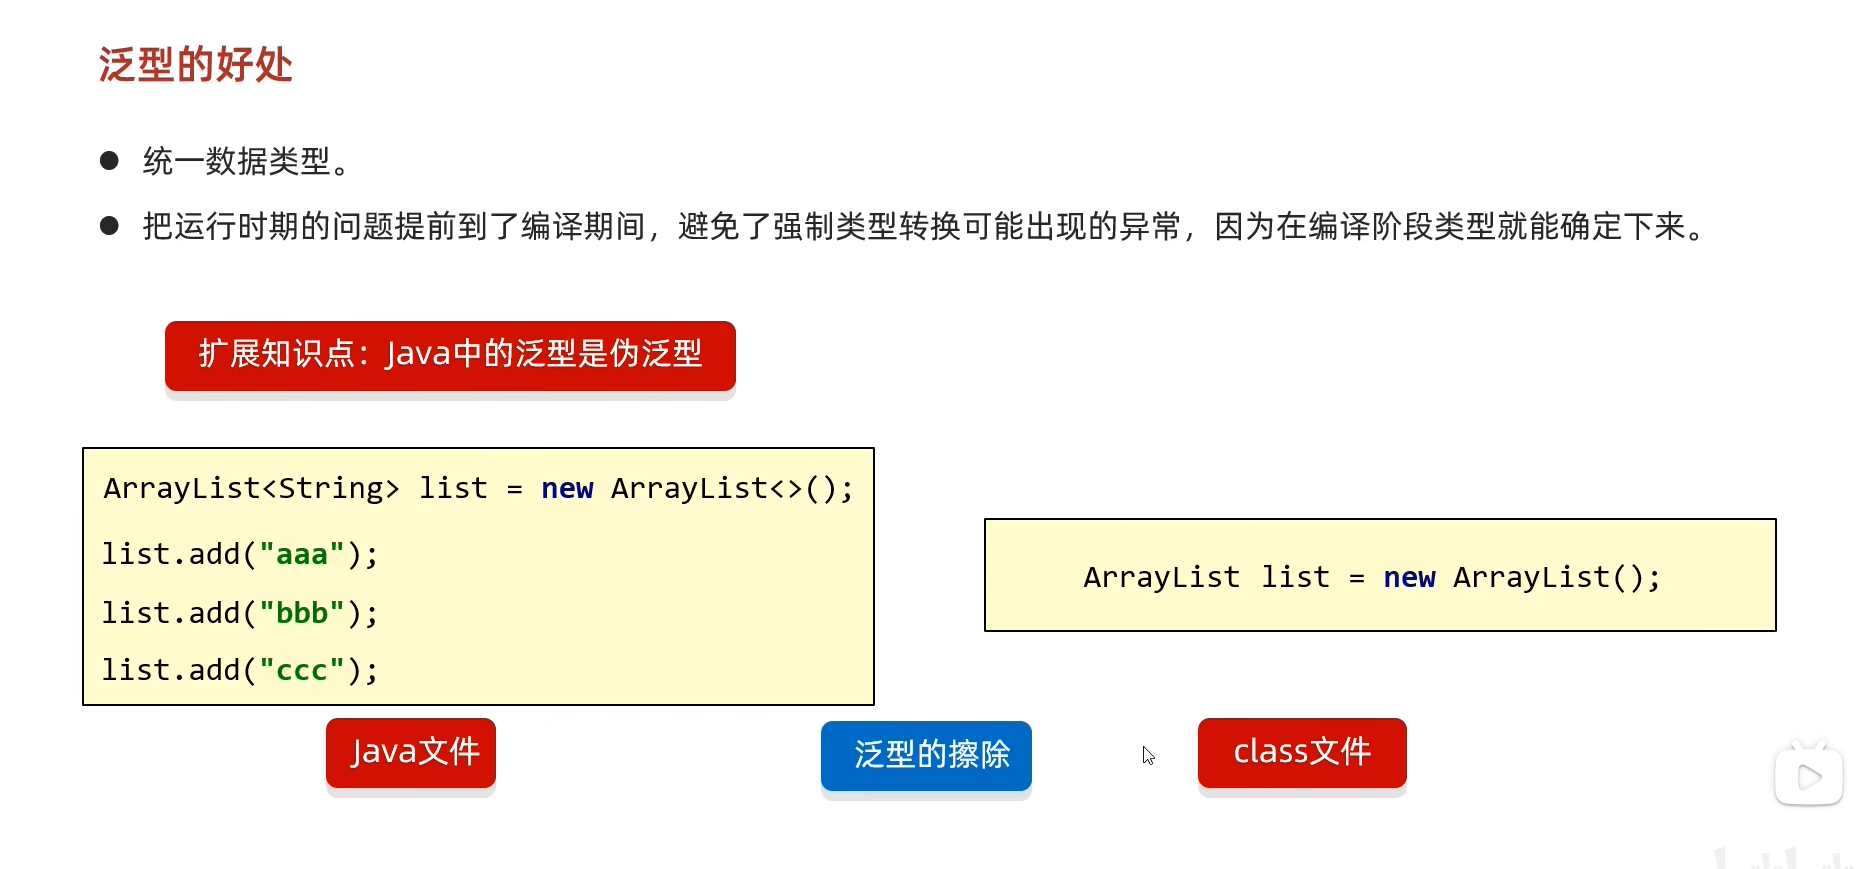 泛型的好处
● 统一数据类型。
● 把运行时期的问题提前到了编译期间，避免了强制类型转换可能出现的异常，因为在编译阶段类型就能确定下来。
扩展知识点：Java中的泛型是伪泛型
ArrayList<String> list = new ArrayList<>();
list.add("aaa");
list.add("bbb");
list.add("ccc");
ArrayList list = new ArrayList();
Java文件
泛型的擦除
class文件